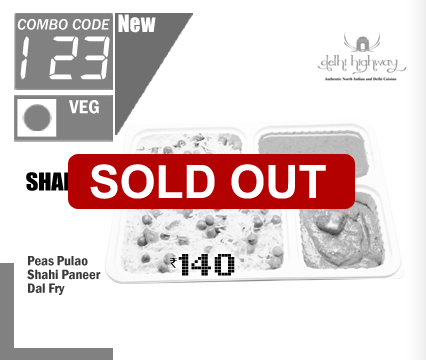 COMBO CODE
New
123
VEG
delhi highway
Authentic North Indian and Delhi Cuisine
SOLD OUT
₹140
Peas Pulao
Shahi Paneer
Dal Fry